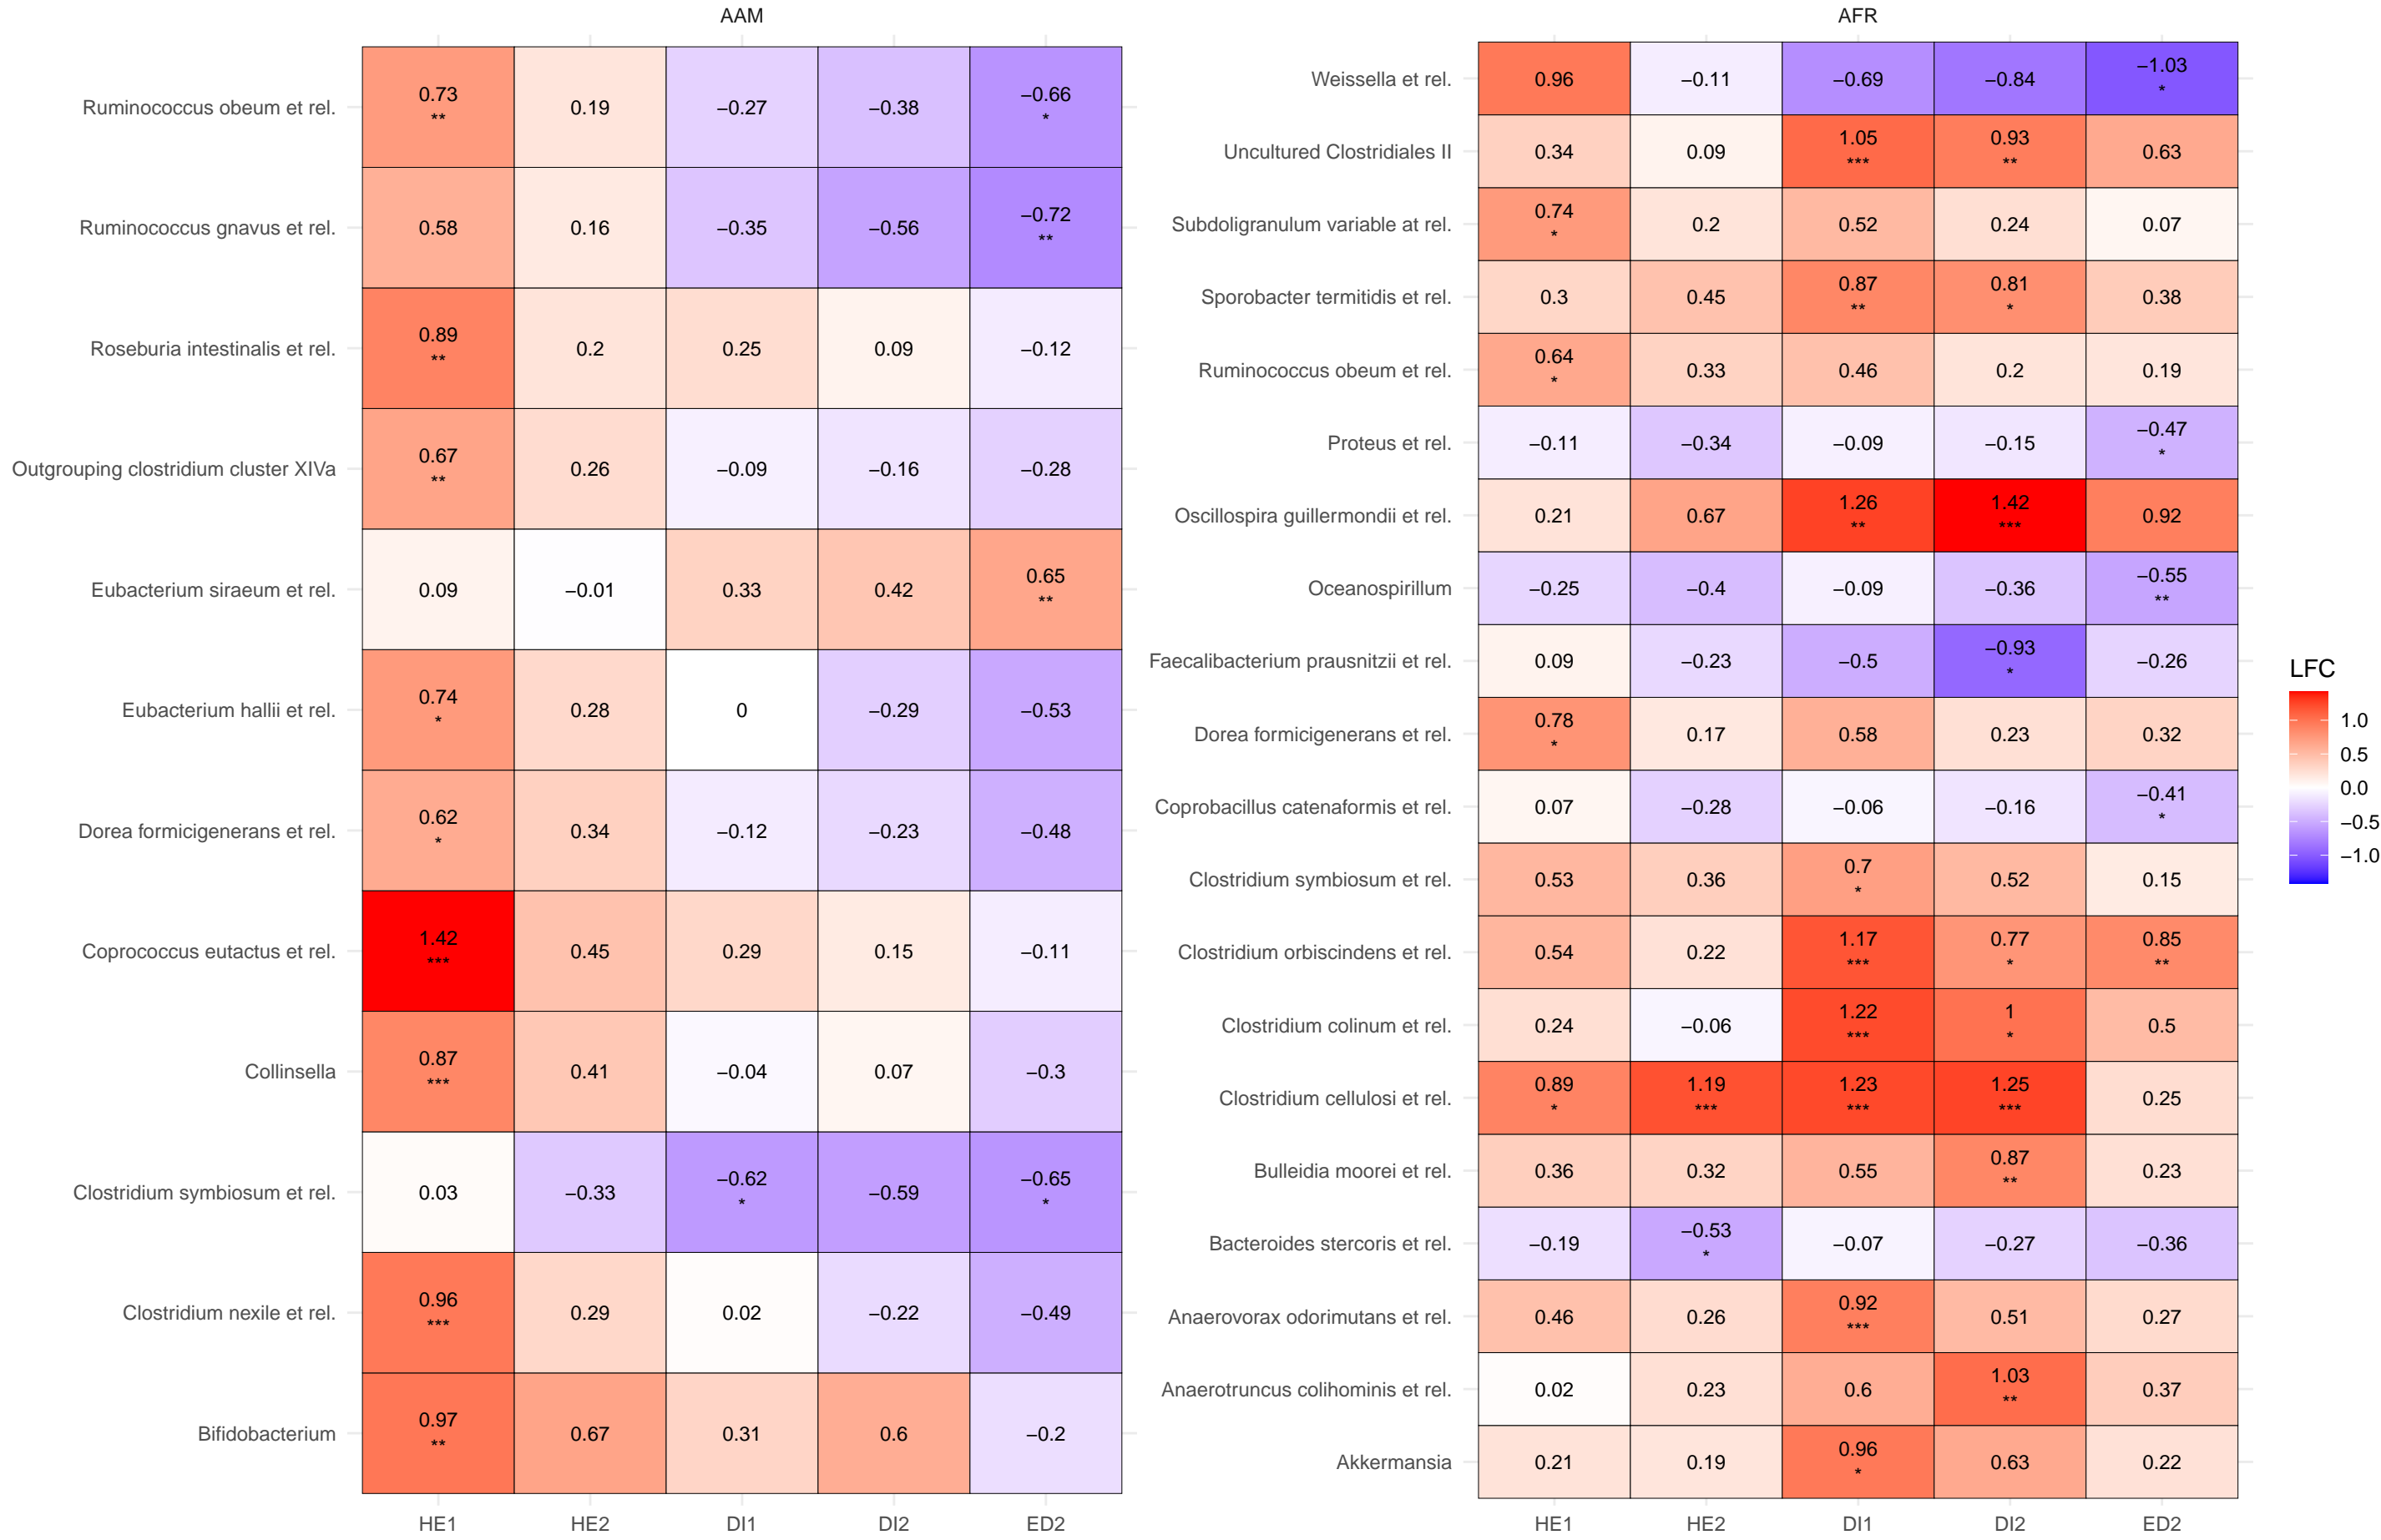 AAM
Ruminococcus obeum et rel. 0.73 ** 0.19 −0.27 −0.38 −0.66 *
Ruminococcus gnavus et rel. 0.58 0.16 −0.35 −0.56 −0.72 **
Roseburia intestinalis et rel. 0.89 ** 0.2 0.25 0.09 −0.12
Outgrouping clostridium cluster XIVa 0.67 ** 0.26 −0.09 −0.16 −0.28
Eubacterium siraeum et rel. 0.09 −0.01 0.33 0.42 0.65 **
Eubacterium hallii et rel. 0.74 * 0.28 0 −0.29 −0.53
Dorea formicigenerans et rel. 0.62 * 0.34 −0.12 −0.23 −0.48
Coprococcus eutactus et rel. 1.42 *** 0.45 0.29 0.15 −0.11
Collinsella 0.87 *** 0.41 −0.04 0.07 −0.3
Clostridium symbiosum et rel. 0.03 −0.33 −0.62 * −0.59 −0.65 *
Clostridium nexile et rel. 0.96 *** 0.29 0.02 −0.22 −0.49
Bifidobacterium 0.97 ** 0.67 0.31 0.6 −0.2
HE1 HE2 DI1 DI2 ED2
AFR
Weissella et rel. 0.96 −0.11 −0.69 −0.84 −1.03 *
Uncultured Clostridiales II 0.34 0.09 1.05 *** 0.93 ** 0.63
Subdoligranulum variable at rel. 0.74 * 0.2 0.52 0.24 0.07
Sporobacter termitidis et rel. 0.3 0.45 0.87 ** 0.81 * 0.38
Ruminococcus obeum et rel. 0.64 * 0.33 0.46 0.2 0.19
Proteus et rel. −0.11 −0.34 −0.09 −0.15 −0.47 *
Oscillospira guillermondii et rel. 0.21 0.67 1.26 ** 1.42 *** 0.92
Oceanospirillum −0.25 −0.4 −0.09 −0.36 −0.55 **
Faecalibacterium prausnitzii et rel. 0.09 −0.23 −0.5 −0.93 * −0.26
Dorea formicigenerans et rel. 0.78 * 0.17 0.58 0.23 0.32
Coprobacillus catenaformis et rel. 0.07 −0.28 −0.06 −0.16 −0.41 *
Clostridium symbiosum et rel. 0.53 0.36 0.7 * 0.52 0.15
Clostridium orbiscindens et rel. 0.54 0.22 1.17 *** 0.77 * 0.85 **
Clostridium colinum et rel. 0.24 −0.06 1.22 *** 1 * 0.5
Clostridium cellulosi et rel. 0.89 * 1.19 *** 1.23 *** 1.25 *** 0.25
Bulleidia moorei et rel. 0.36 0.32 0.55 0.87 ** 0.23
Bacteroides stercoris et rel. −0.19 −0.53 * −0.07 −0.27 −0.36
Anaerovorax odorimutans et rel. 0.46 0.26 0.92 *** 0.51 0.27
Anaerotruncus colihominis et rel. 0.02 0.23 0.6 1.03 ** 0.37
Akkermansia 0.21 0.19 0.96 * 0.63 0.22
HE1 HE2 DI1 DI2 ED2
LFC
1.0
0.5
0.0
−0.5
−1.0